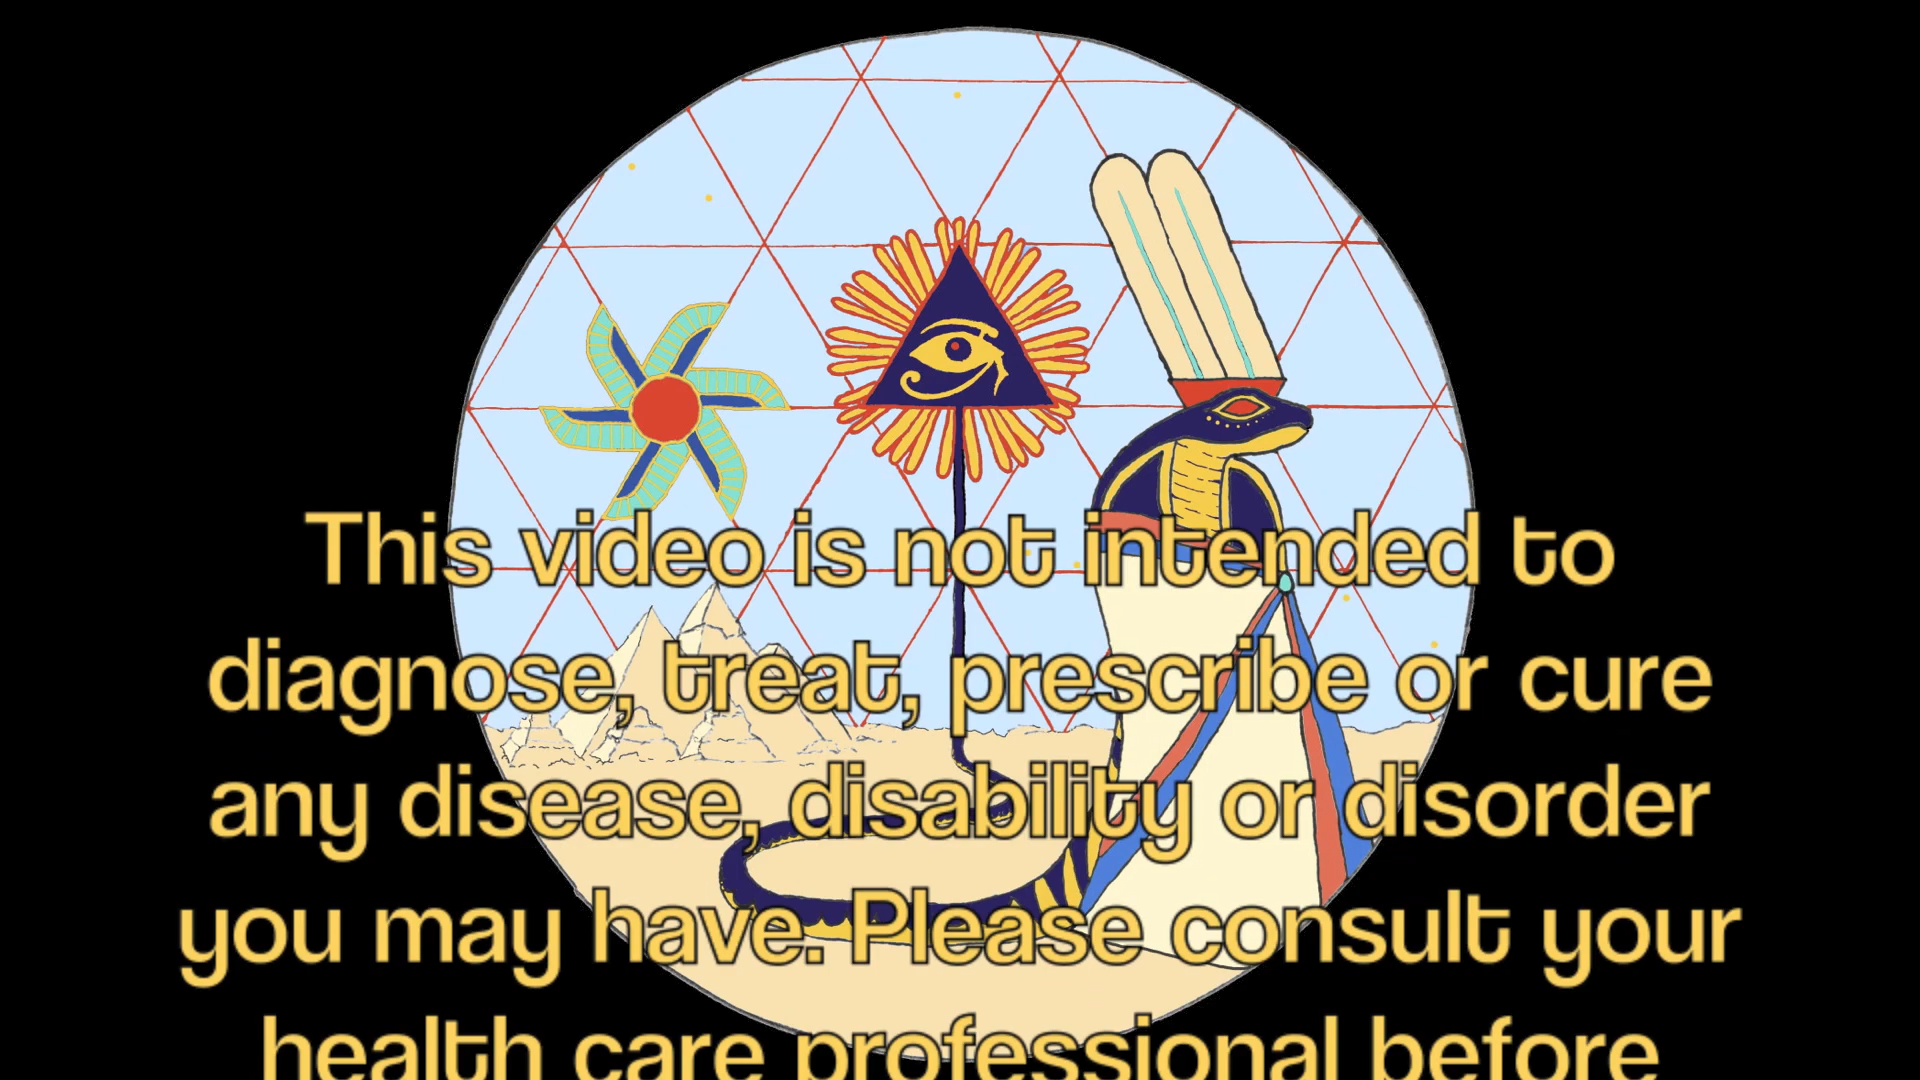 This video is not intended to
diagnose, treat, prescribe or cure
any disease, disability or disorder
you may have. Please consult your
health care professional before